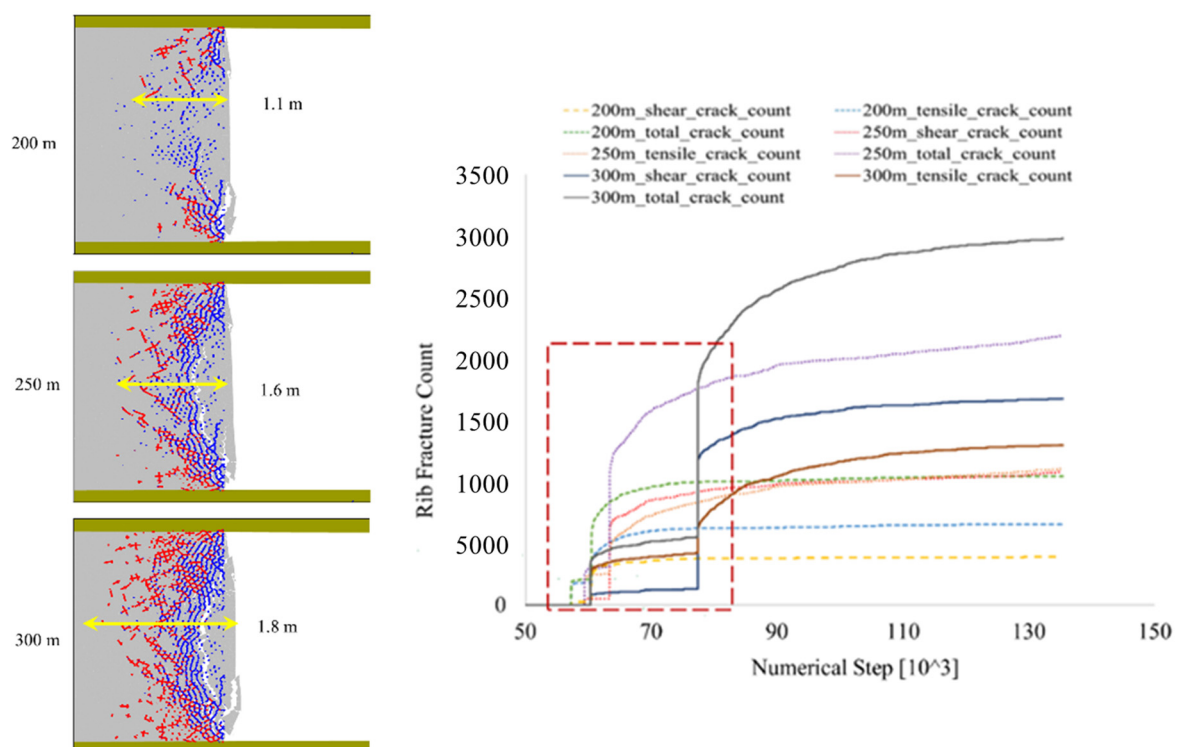 200 m
1.1 m
250 m
1.6 m
300 m
1.8 m
200m_shear_crack_count
200m_tensile_crack_count
200m_total_crack_count
250m_shear_crack_count
250m_tensile_crack_count
250m_total_crack_count
300m_shear_crack_count
300m_tensile_crack_count
300m_total_crack_count
Rib Fracture Count
3500
3000
2500
2000
1500
1000
5000
0
50
70
90
110
130
150
Numerical Step [10^3]